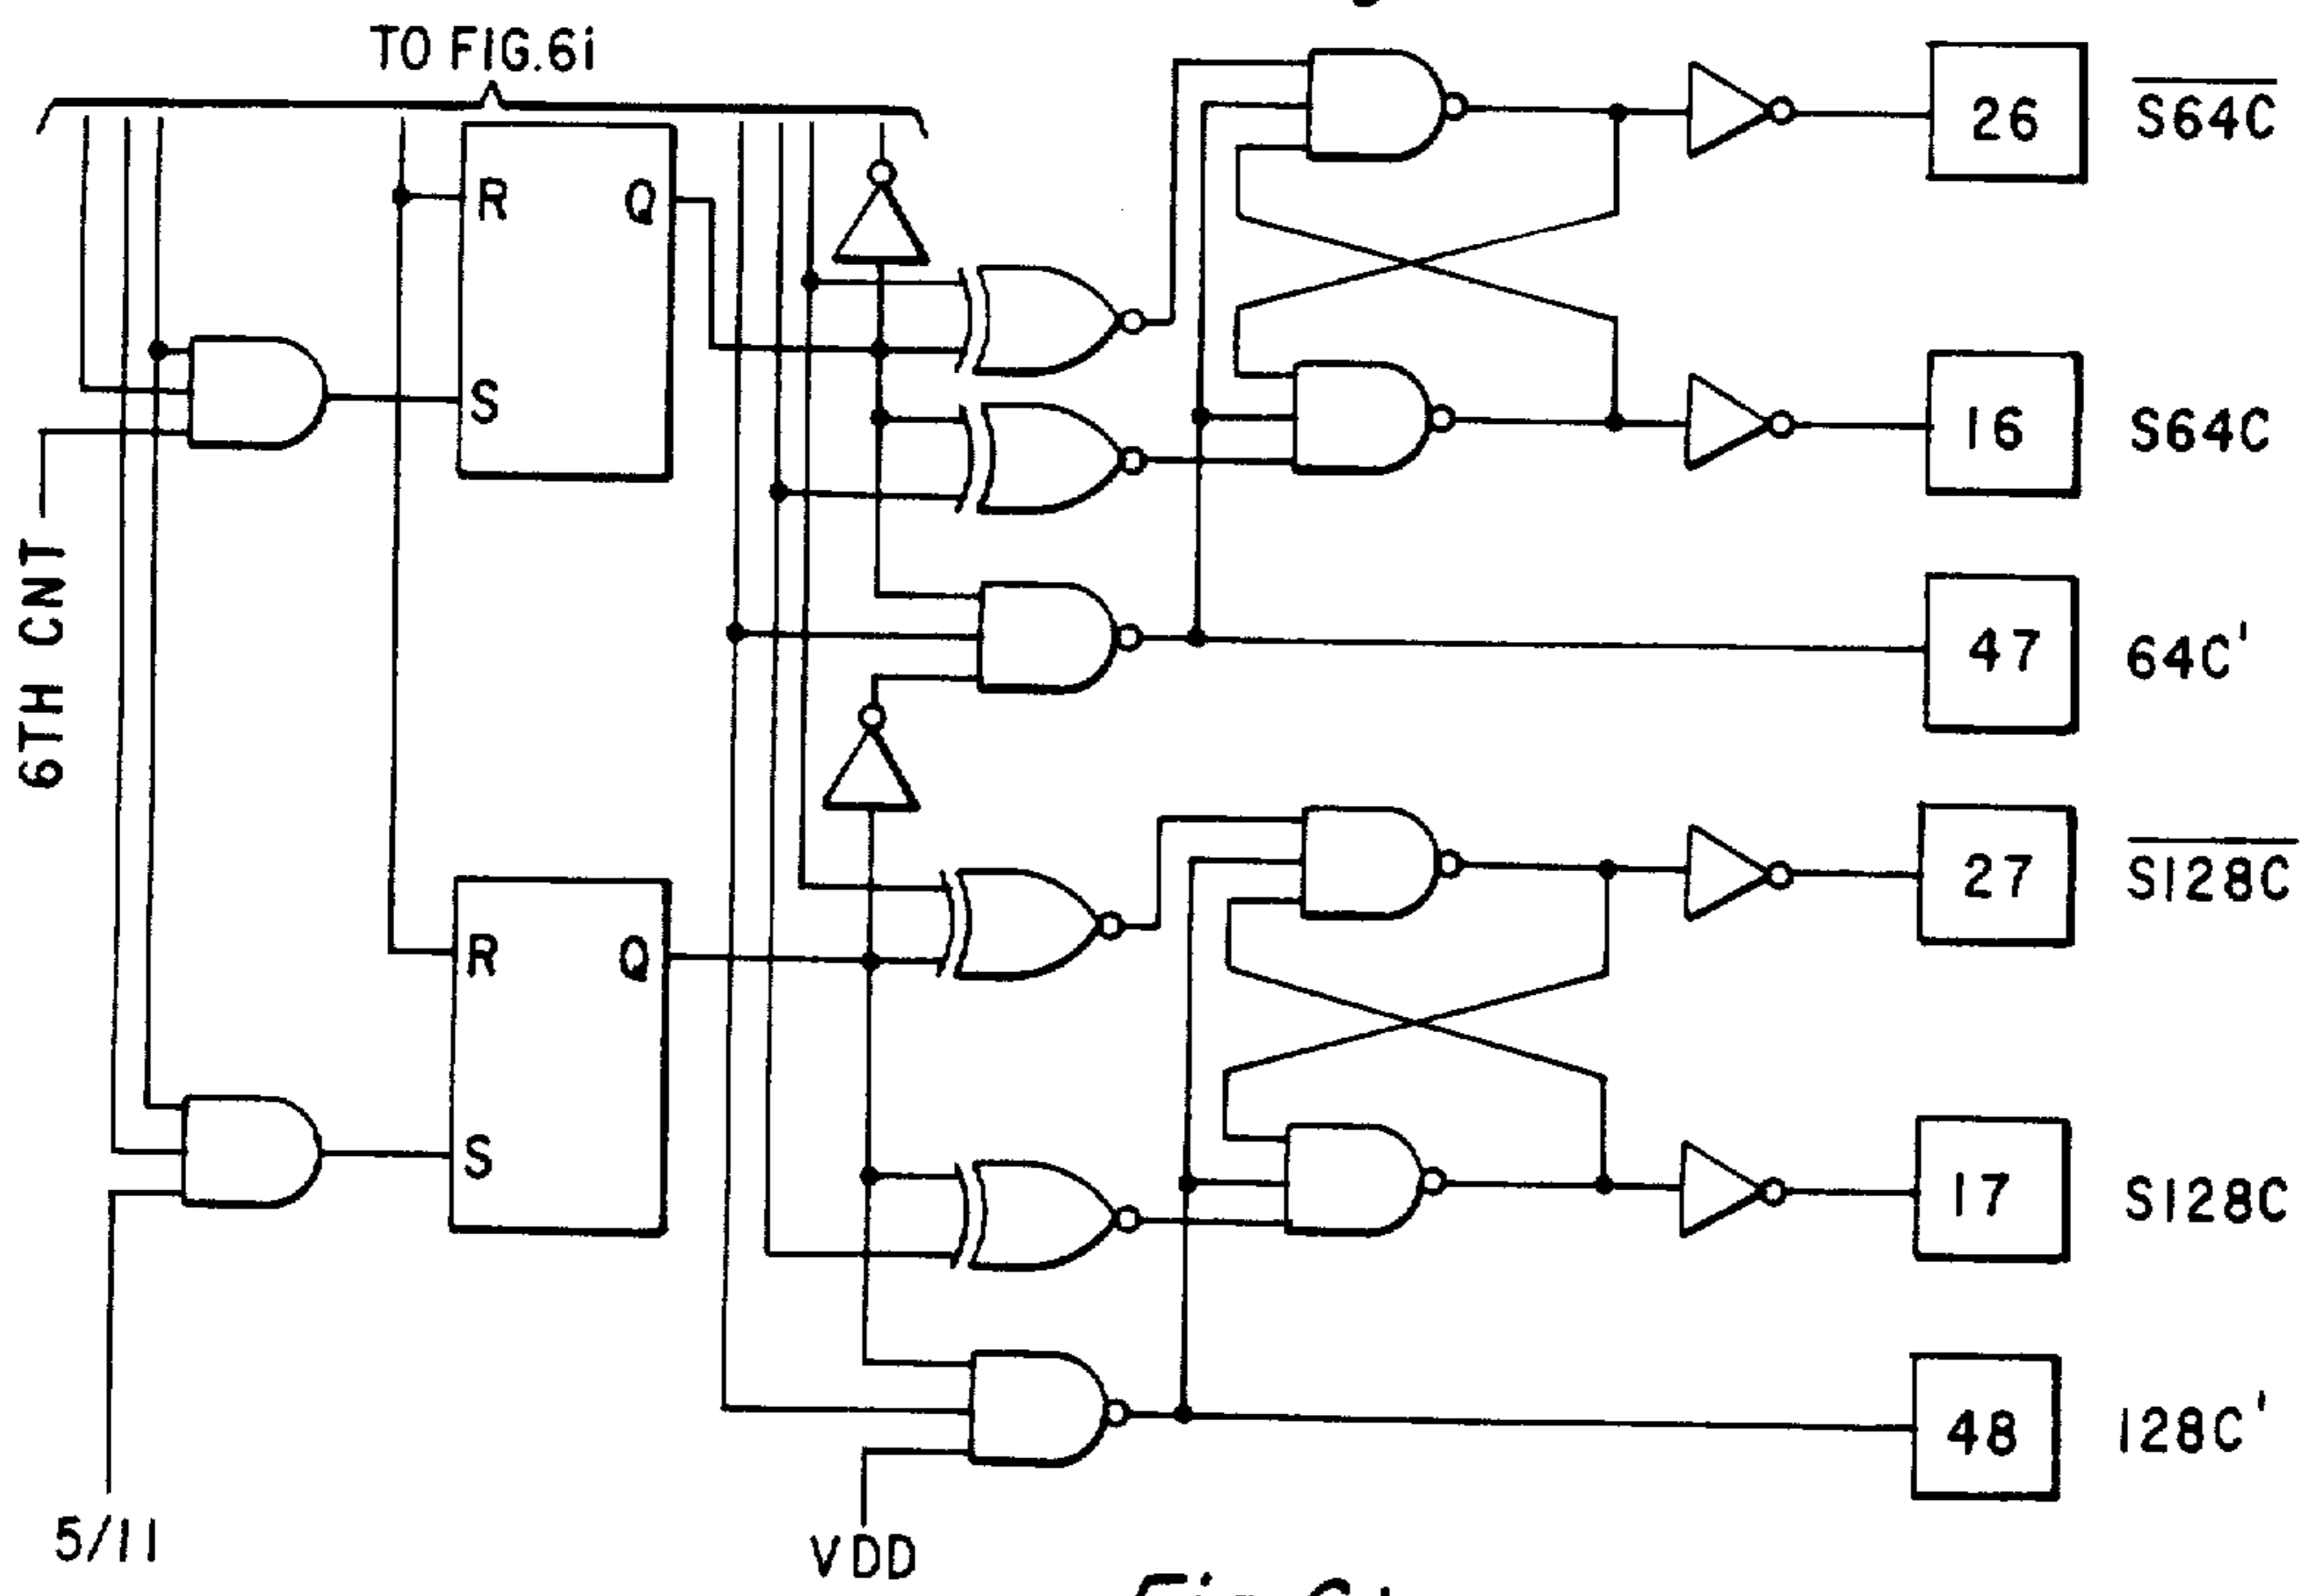 TO FIG.6i
R
Q
S
26
S64C
16
S64C
6TH CNT
47
64C'
R
Q
S
27
S128C
17
S128C
48
128C'
5/11
VDD